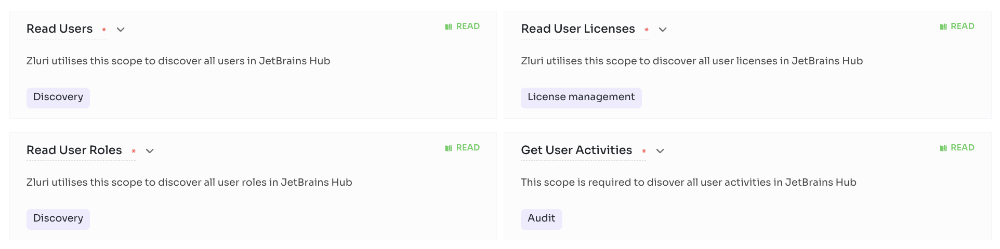 Read Users *
READ
Zluri utilises this scope to discover all users in JetBrains Hub
Discovery
Read User Licenses *
READ
Zluri utilises this scope to discover all user licenses in JetBrains Hub
License management
Read User Roles *
READ
Zluri utilises this scope to discover all user roles in JetBrains Hub
Discovery
Get User Activities *
READ
This scope is required to disover all user activities in JetBrains Hub
Audit